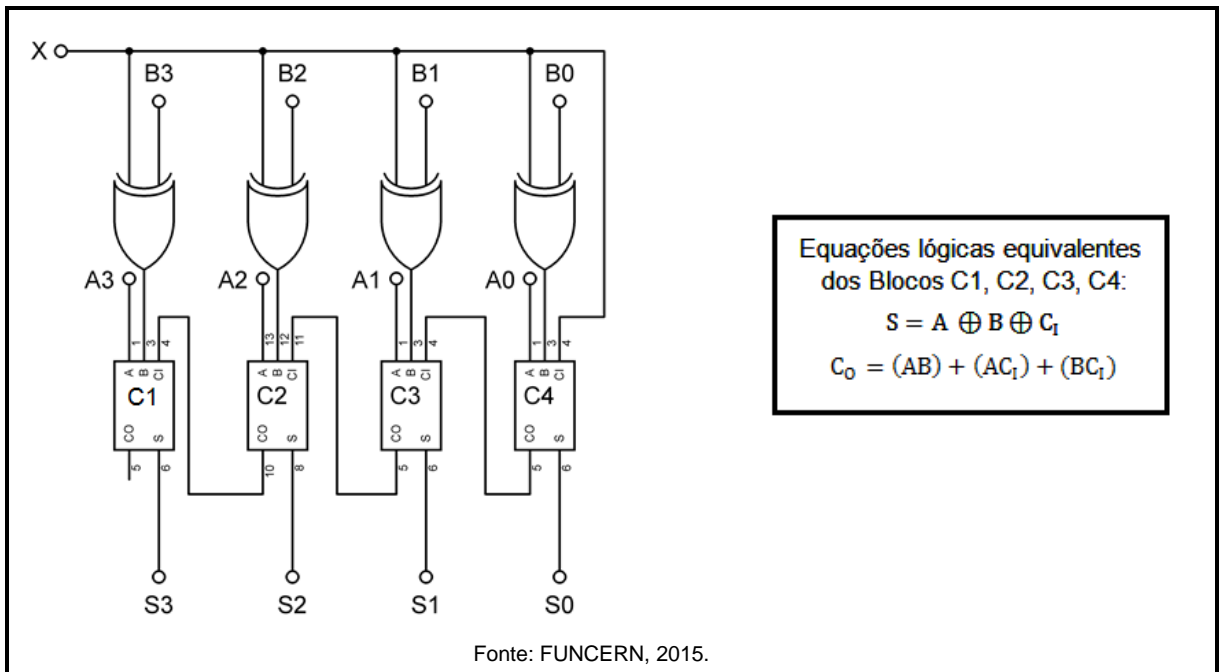 X
B3 B2 B1 B0
A3 A2 A1 A0
1 3 4 13 12 11 1 3 4 1 3 4
A B CI A B CI A B CI A B CI
C1 C2 C3 C4
CO S CO S CO S CO S
5 6 10 8 5 6 5 6
S3 S2 S1 S0
Equações lógicas equivalentes
dos Blocos C1, C2, C3, C4:
S = A ⊕ B ⊕ C_I
C_O = (AB) + (AC_I) + (BC_I)
Fonte: FUNCERN, 2015.